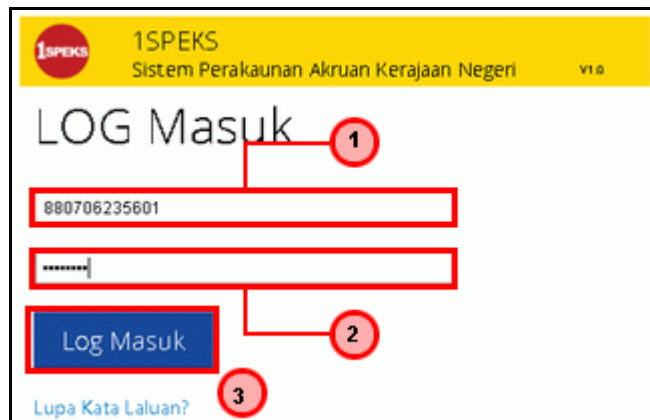 1SPEKS
1SPEKS
Sistem Perakaunan Akruan Kerajaan Negeri V1.0
LOG Masuk
1
880706235601
••••••••
Log Masuk
2
3
Lupa Kata Laluan?